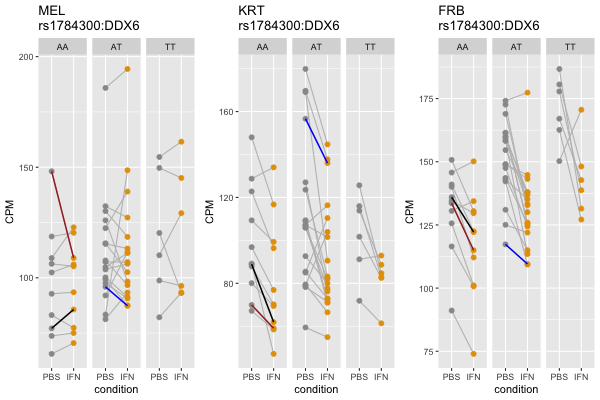 MEL
rs1784300:DDX6
AA AT TT
200
150
100
CPM
PBS IFN PBS IFN PBS IFN
condition
KRT
rs1784300:DDX6
AA AT TT
160
120
80
CPM
PBS IFN PBS IFN PBS IFN
condition
FRB
rs1784300:DDX6
AA AT TT
175
150
125
100
75
CPM
PBS IFN PBS IFN PBS IFN
condition